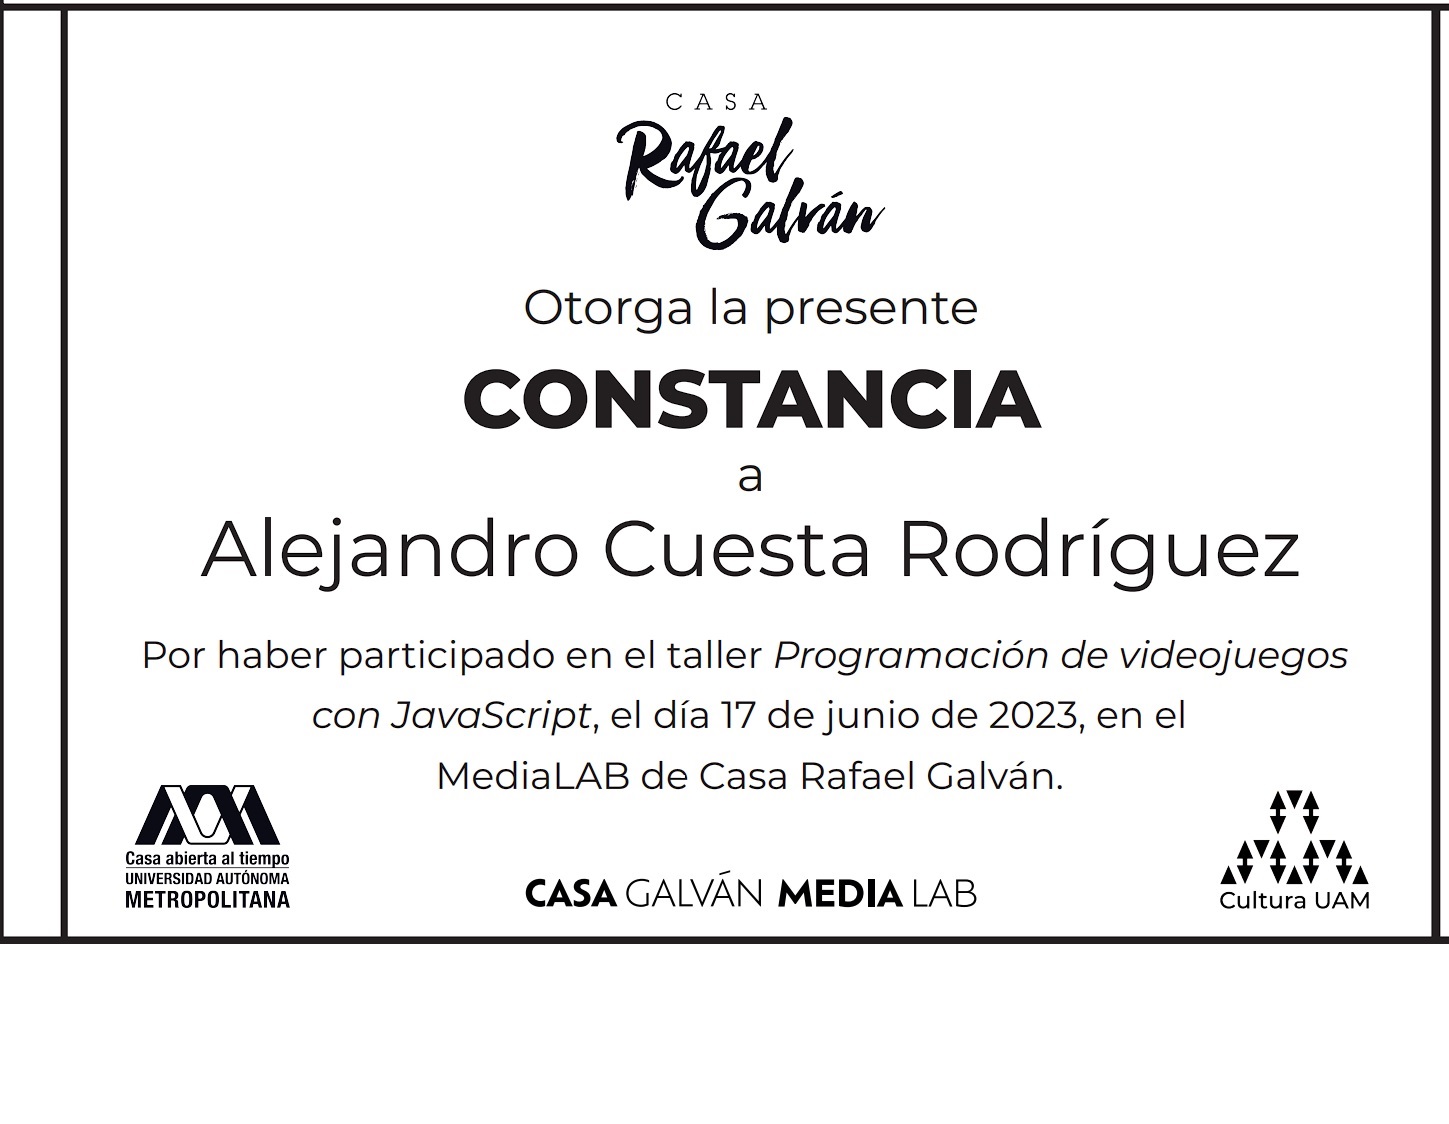 CASA
Rafael
Galván
Otorga la presente
CONSTANCIA
a
Alejandro Cuesta Rodríguez
Por haber participado en el taller Programación de videojuegos
con JavaScript, el día 17 de junio de 2023, en el
MediaLAB de Casa Rafael Galván.
Casa abierta al tiempo
UNIVERSIDAD AUTÓNOMA
METROPOLITANA
CASA GALVÁN MEDIA LAB
Cultura UAM